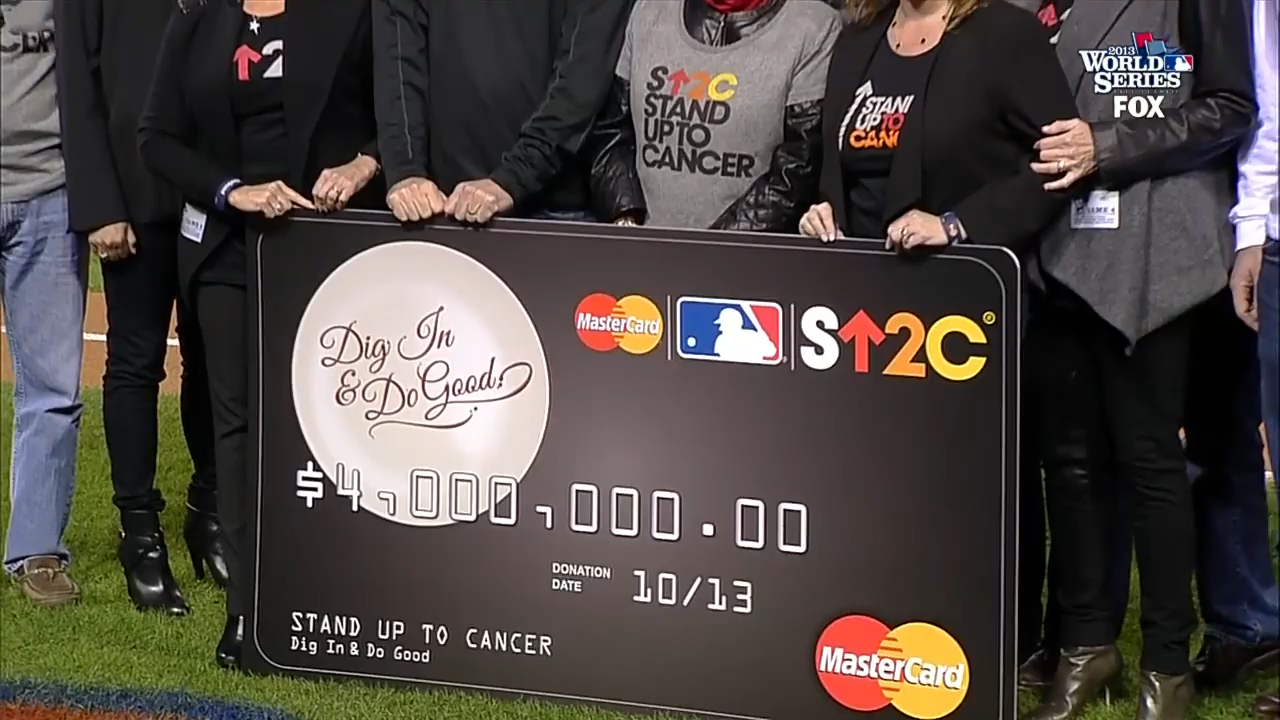 2013
WORLD
SERIES
FOX
S↑2C
STAND
UP TO
CANCER
STAND
UP TO
↑2
Dig In
& Do Good!
MasterCard
S↑2C
$4,000,000.00
DONATION
DATE
10/13
STAND UP TO CANCER
Dig In & Do Good
MasterCard